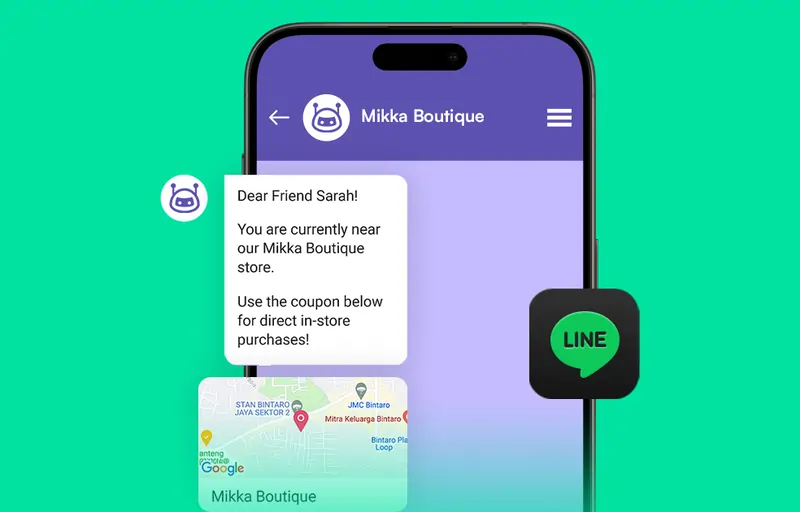 Mikka Boutique
Dear Friend Sarah!
You are currently near
our Mikka Boutique
store.
Use the coupon below
for direct in-store
purchases!
LINE
STAN BINTARO
JAYA SEKTOR 2
JMC Bintaro
Mitra Keluarga Bintaro
Bintaro Pla
Loop
anteng
Google
Mikka Boutique